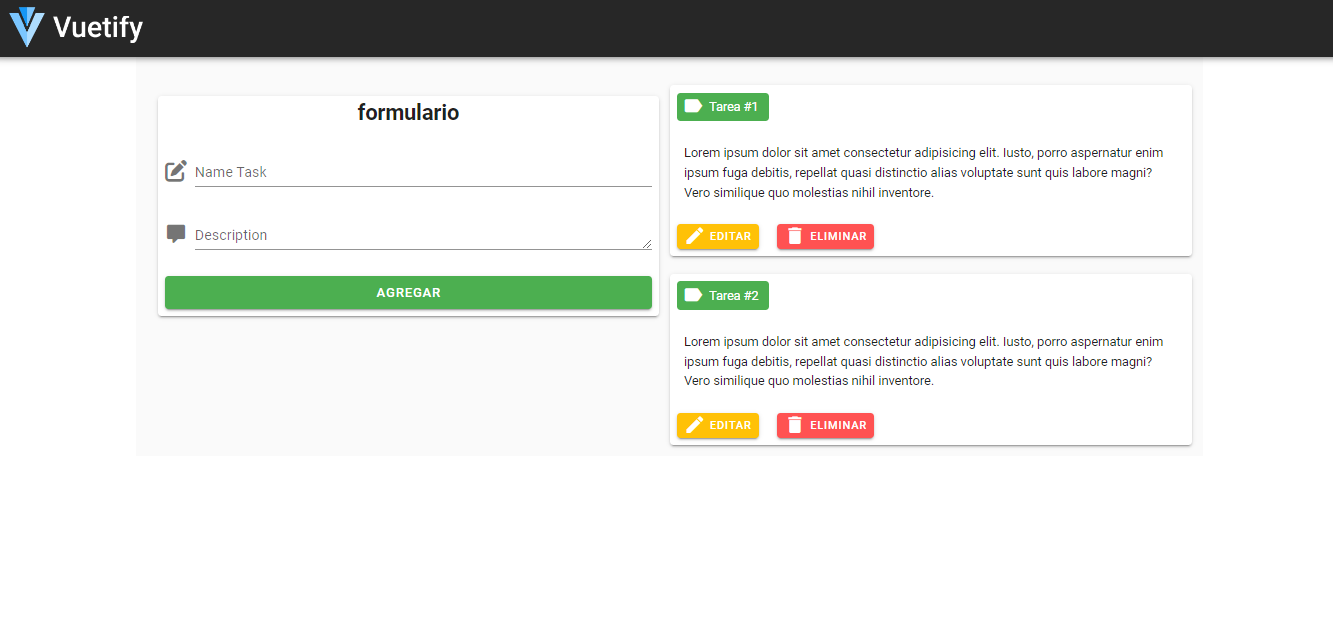 Vuetify
formulario
Name Task
Description
AGREGAR
Tarea #1
Lorem ipsum dolor sit amet consectetur adipisicing elit. Iusto, porro aspernatur enim
ipsum fuga debitis, repellat quasi distinctio alias voluptate sunt quis labore magni?
Vero similique quo molestias nihil inventore.
EDITAR ELIMINAR
Tarea #2
Lorem ipsum dolor sit amet consectetur adipisicing elit. Iusto, porro aspernatur enim
ipsum fuga debitis, repellat quasi distinctio alias voluptate sunt quis labore magni?
Vero similique quo molestias nihil inventore.
EDITAR ELIMINAR